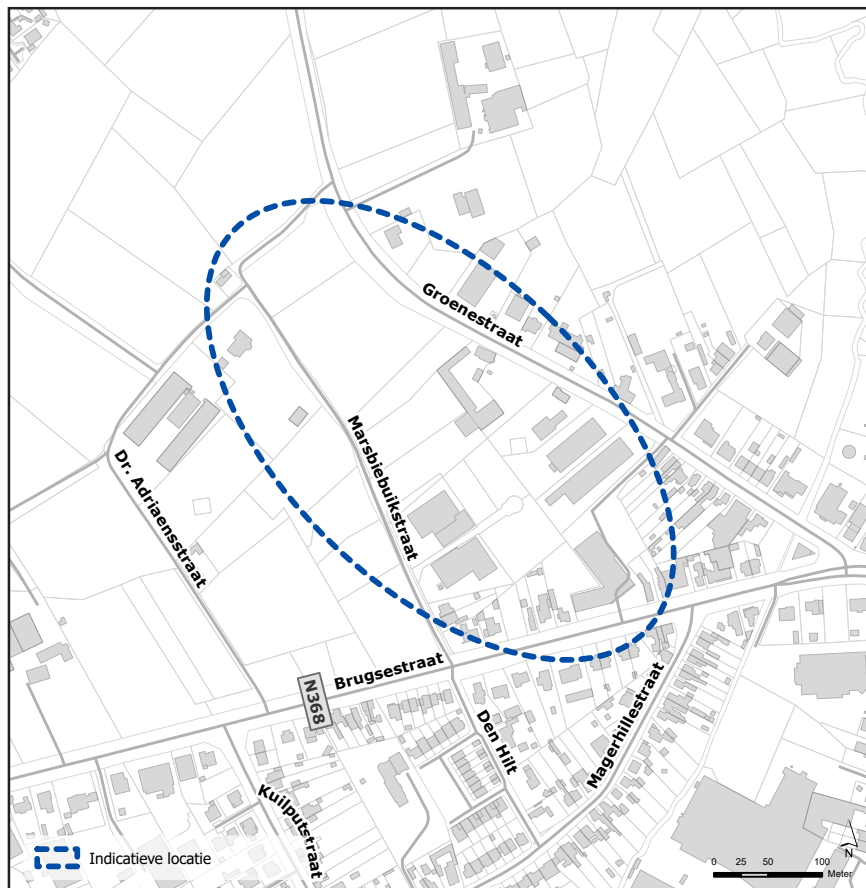 Groenestraat
Marsbiebuikstraat
Dr. Adriaensstraat
Brugsestraat
N368
Den Hilt
Magerhillestraat
Kuilputstraat
Indicatieve locatie
N
0 25 50 100
Meter